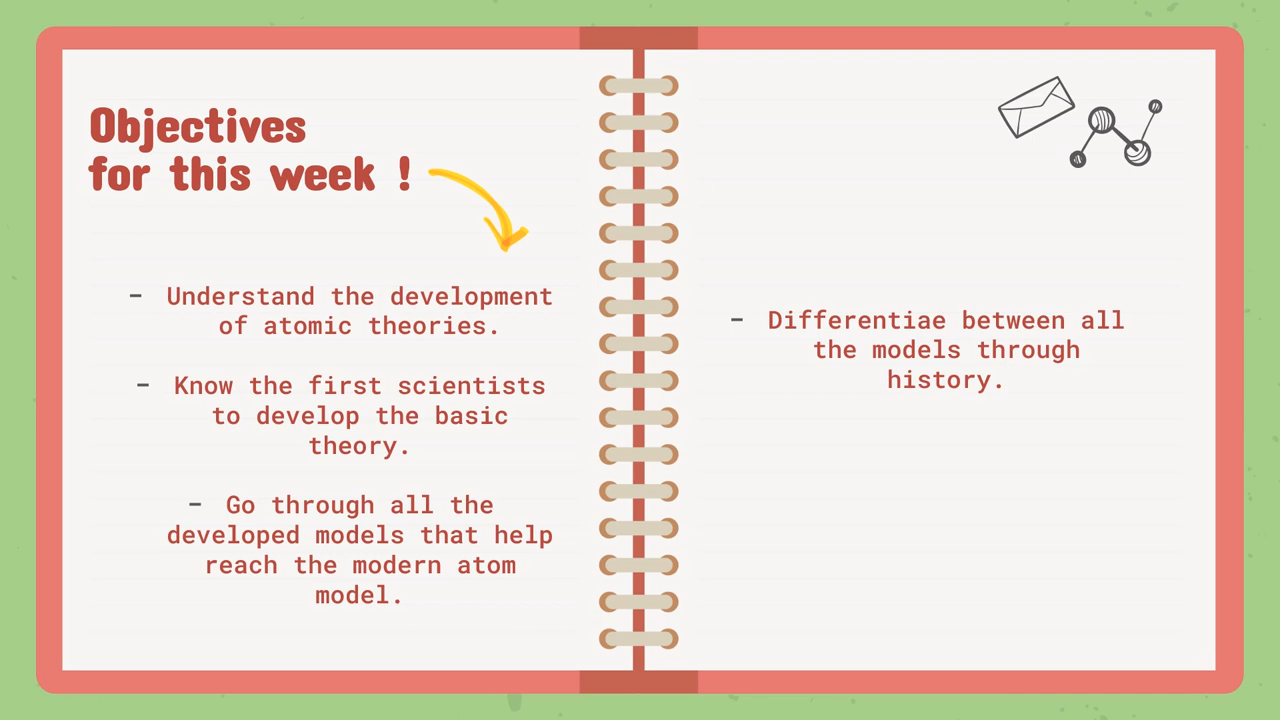 Objectives
for this week !
- Understand the development
of atomic theories.
- Know the first scientists
to develop the basic
theory.
- Go through all the
developed models that help
reach the modern atom
model.
- Differentiae between all
the models through
history.